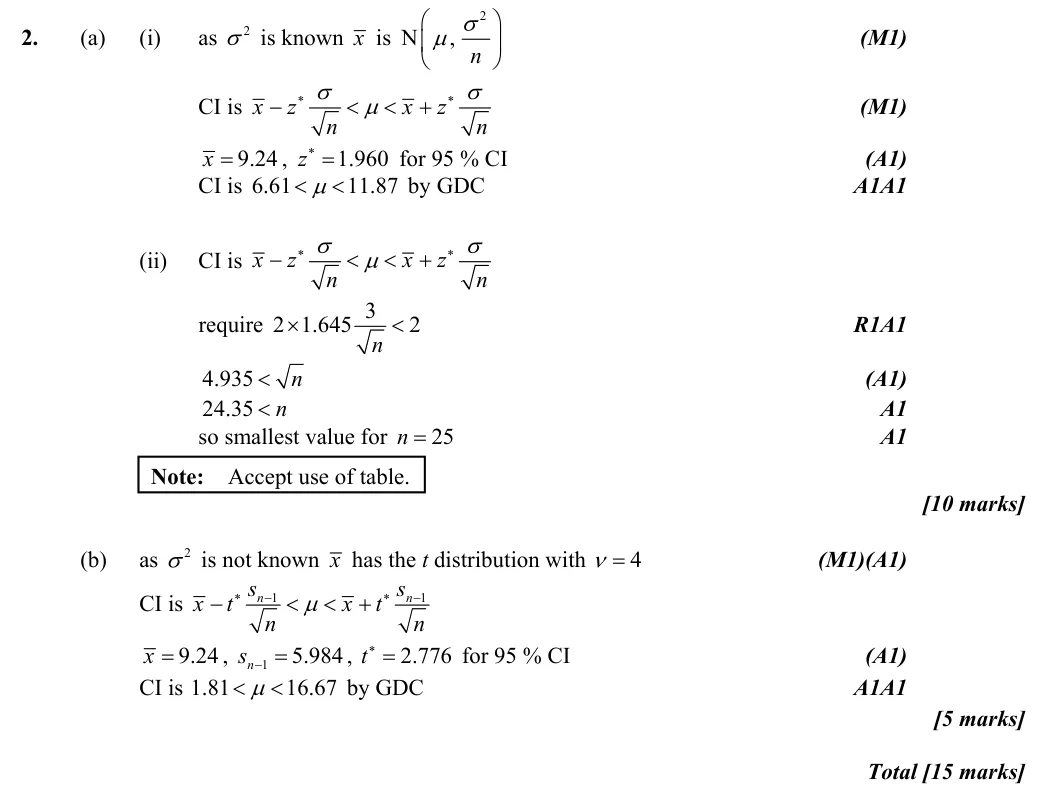 2. (a) (i) as σ² is known x̄ is N(μ, σ²/n) (M1)
CI is x̄ − z* σ/√n < μ < x̄ + z* σ/√n (M1)
x̄ = 9.24, z* = 1.960 for 95 % CI (A1)
CI is 6.61 < μ < 11.87 by GDC A1A1
(ii) CI is x̄ − z* σ/√n < μ < x̄ + z* σ/√n
require 2×1.645 3/√n < 2 R1A1
4.935 < √n (A1)
24.35 < n A1
so smallest value for n = 25 A1
Note: Accept use of table.
[10 marks]
(b) as σ² is not known x̄ has the t distribution with ν = 4 (M1)(A1)
CI is x̄ − t* sₙ₋₁/√n < μ < x̄ + t* sₙ₋₁/√n
x̄ = 9.24, sₙ₋₁ = 5.984, t* = 2.776 for 95 % CI (A1)
CI is 1.81 < μ < 16.67 by GDC A1A1
[5 marks]
Total [15 marks]